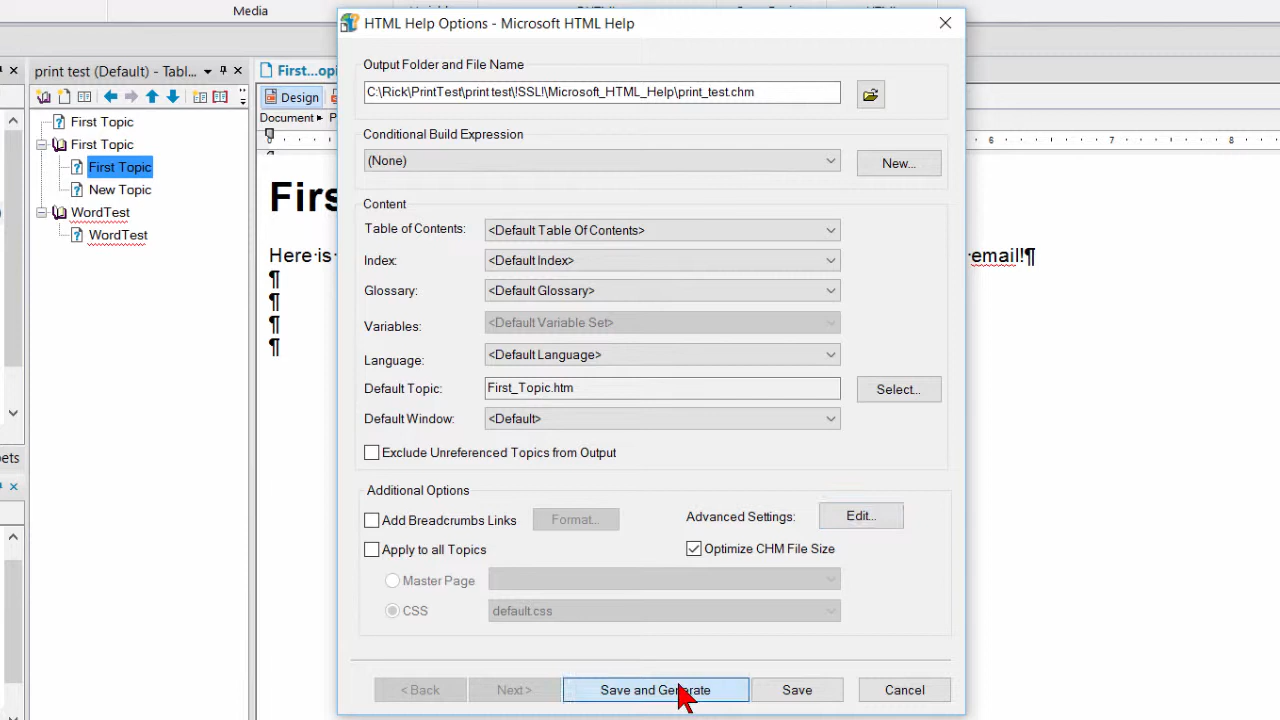 Media
HTML Help Options - Microsoft HTML Help
print test (Default) - Tabl...
First...opi
Design
Document
First Topic
First Topic
First Topic
New Topic
WordTest
WordTest
Firs
Here is
email!¶
¶
¶
¶
¶
6 7 8
Output Folder and File Name
C:\Rick\PrintTest\print test\!SSL!\Microsoft_HTML_Help\print_test.chm
Conditional Build Expression
(None)
New...
Content
Table of Contents: <Default Table Of Contents>
Index: <Default Index>
Glossary: <Default Glossary>
Variables: <Default Variable Set>
Language: <Default Language>
Default Topic: First_Topic.htm Select...
Default Window: <Default>
Exclude Unreferenced Topics from Output
Additional Options
Add Breadcrumbs Links Format... Advanced Settings: Edit...
Apply to all Topics Optimize CHM File Size
Master Page
CSS default.css
< Back Next > Save and Generate Save Cancel